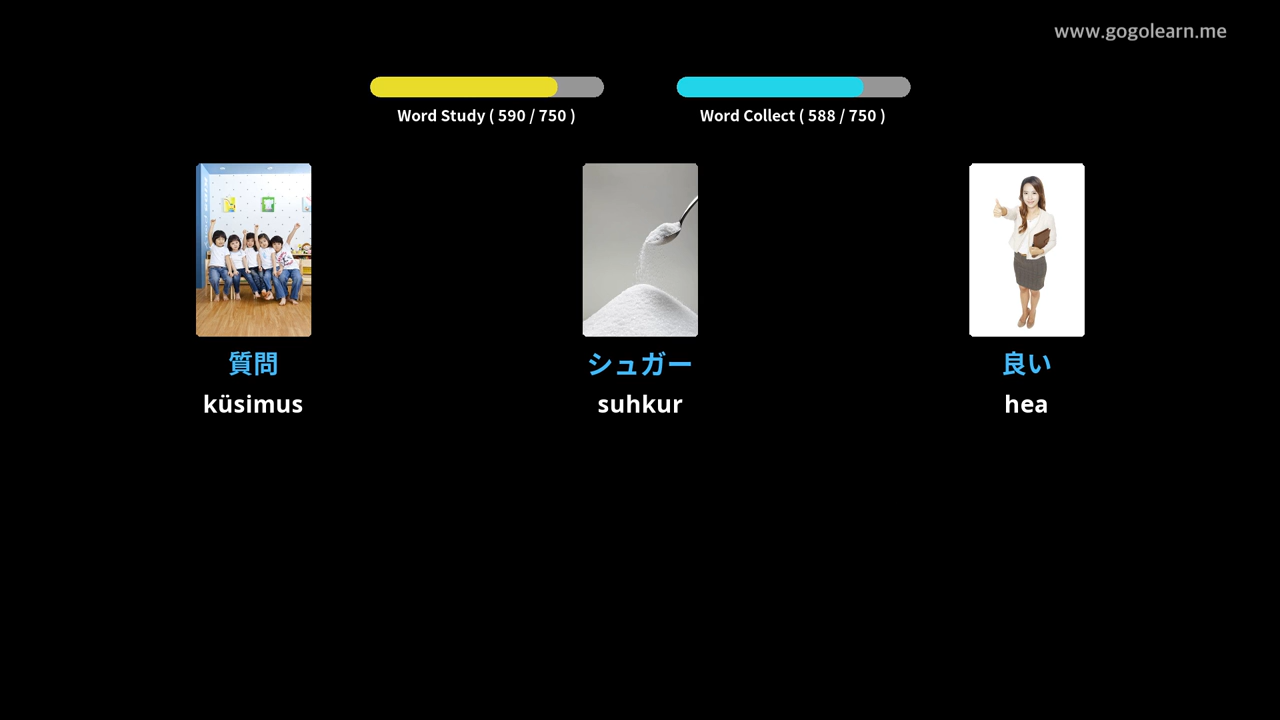 www.gogolearn.me
Word Study ( 590 / 750 )
Word Collect ( 588 / 750 )
質問
シュガー
良い
küsimus
suhkur
hea